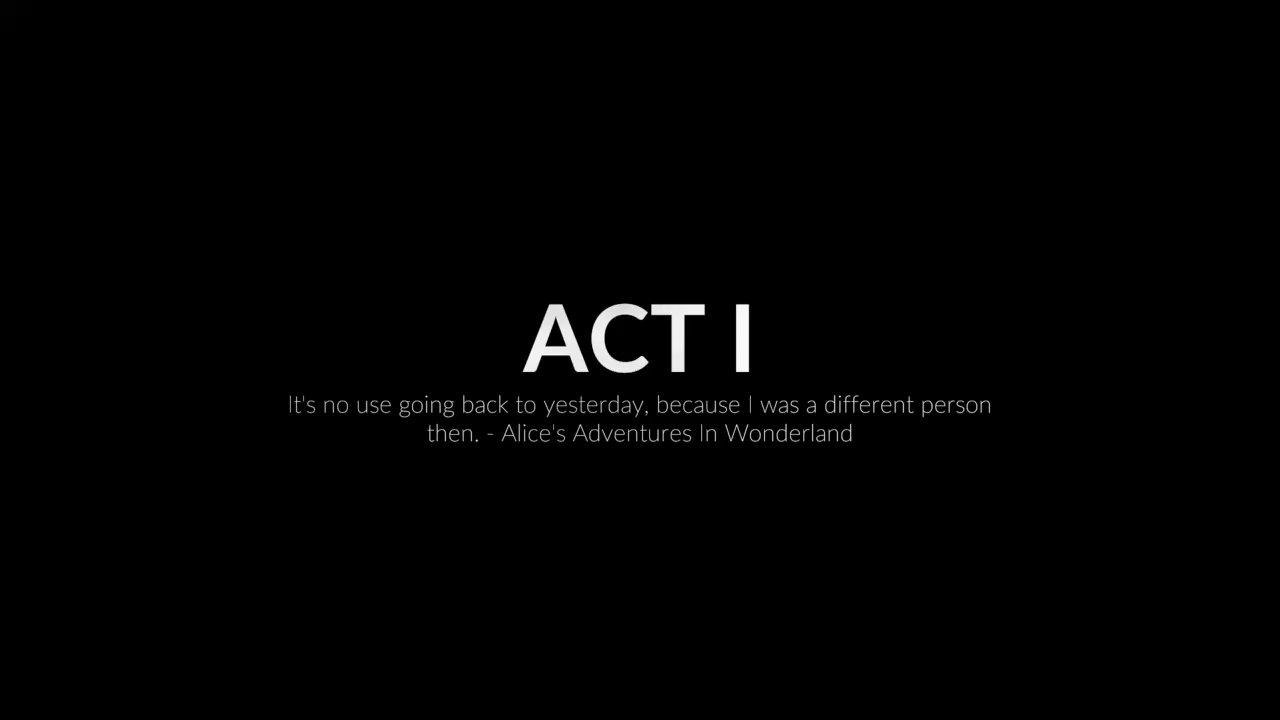 ACT I
It's no use going back to yesterday, because I was a different person
then. - Alice's Adventures In Wonderland